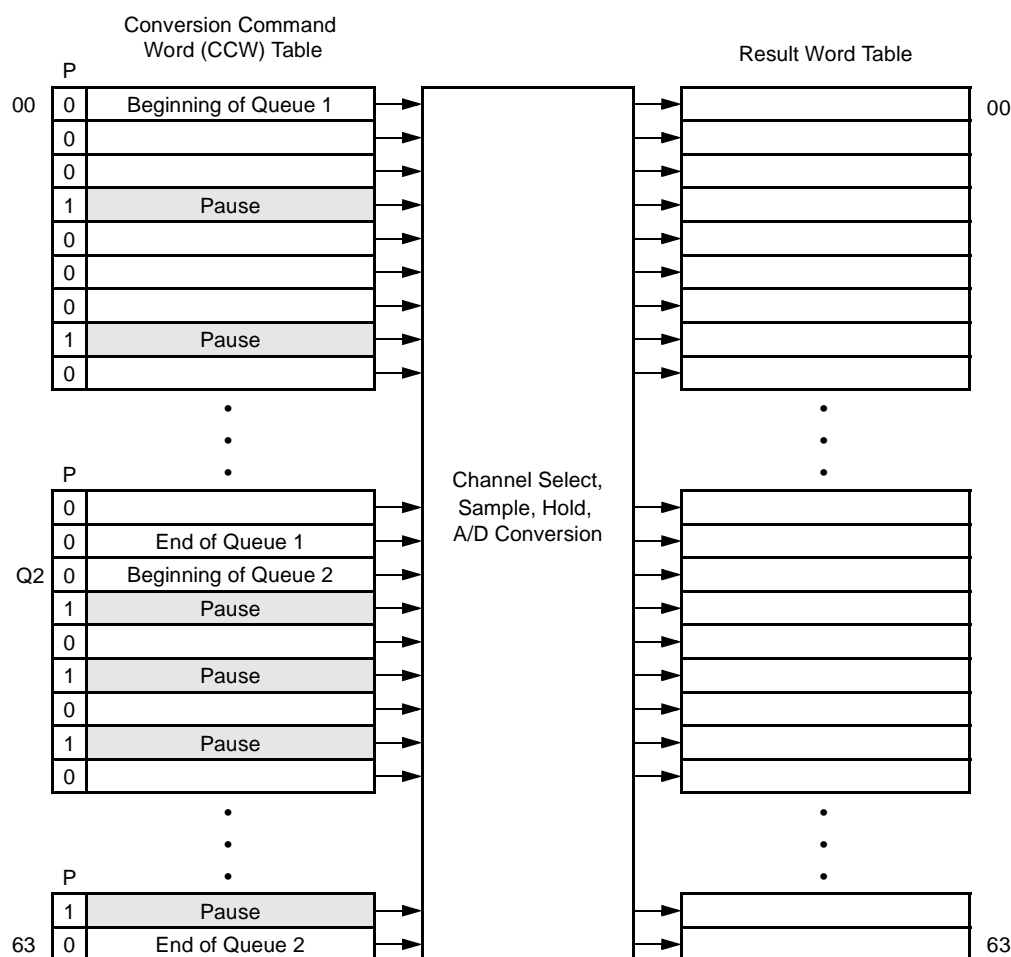 Conversion Command
Word (CCW) Table
Result Word Table
P
00 0 Beginning of Queue 1 00
0
0
1 Pause
0
0
0
1 Pause
0
P
0
0 End of Queue 1
Q2 0 Beginning of Queue 2
1 Pause
0
1 Pause
0
1 Pause
0
Channel Select,
Sample, Hold,
A/D Conversion
P
1 Pause
63 0 End of Queue 2 63